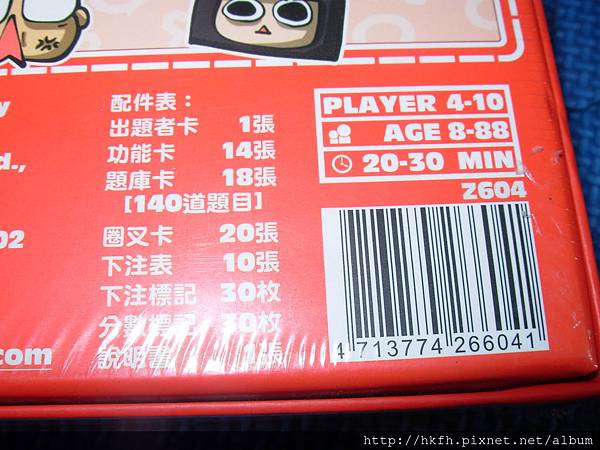 配件表：
出題者卡 1張
功能卡 14張
題庫卡 18張
[140道題目]
圈叉卡 20張
下注表 10張
下注標記 30枚
分數標記 30枚
說明書 1張
y
d.,
02
.com
PLAYER 4-10
AGE 8-88
20-30 MIN
Z604
4 713774 266041
http://hkfh.pixnet.net/album